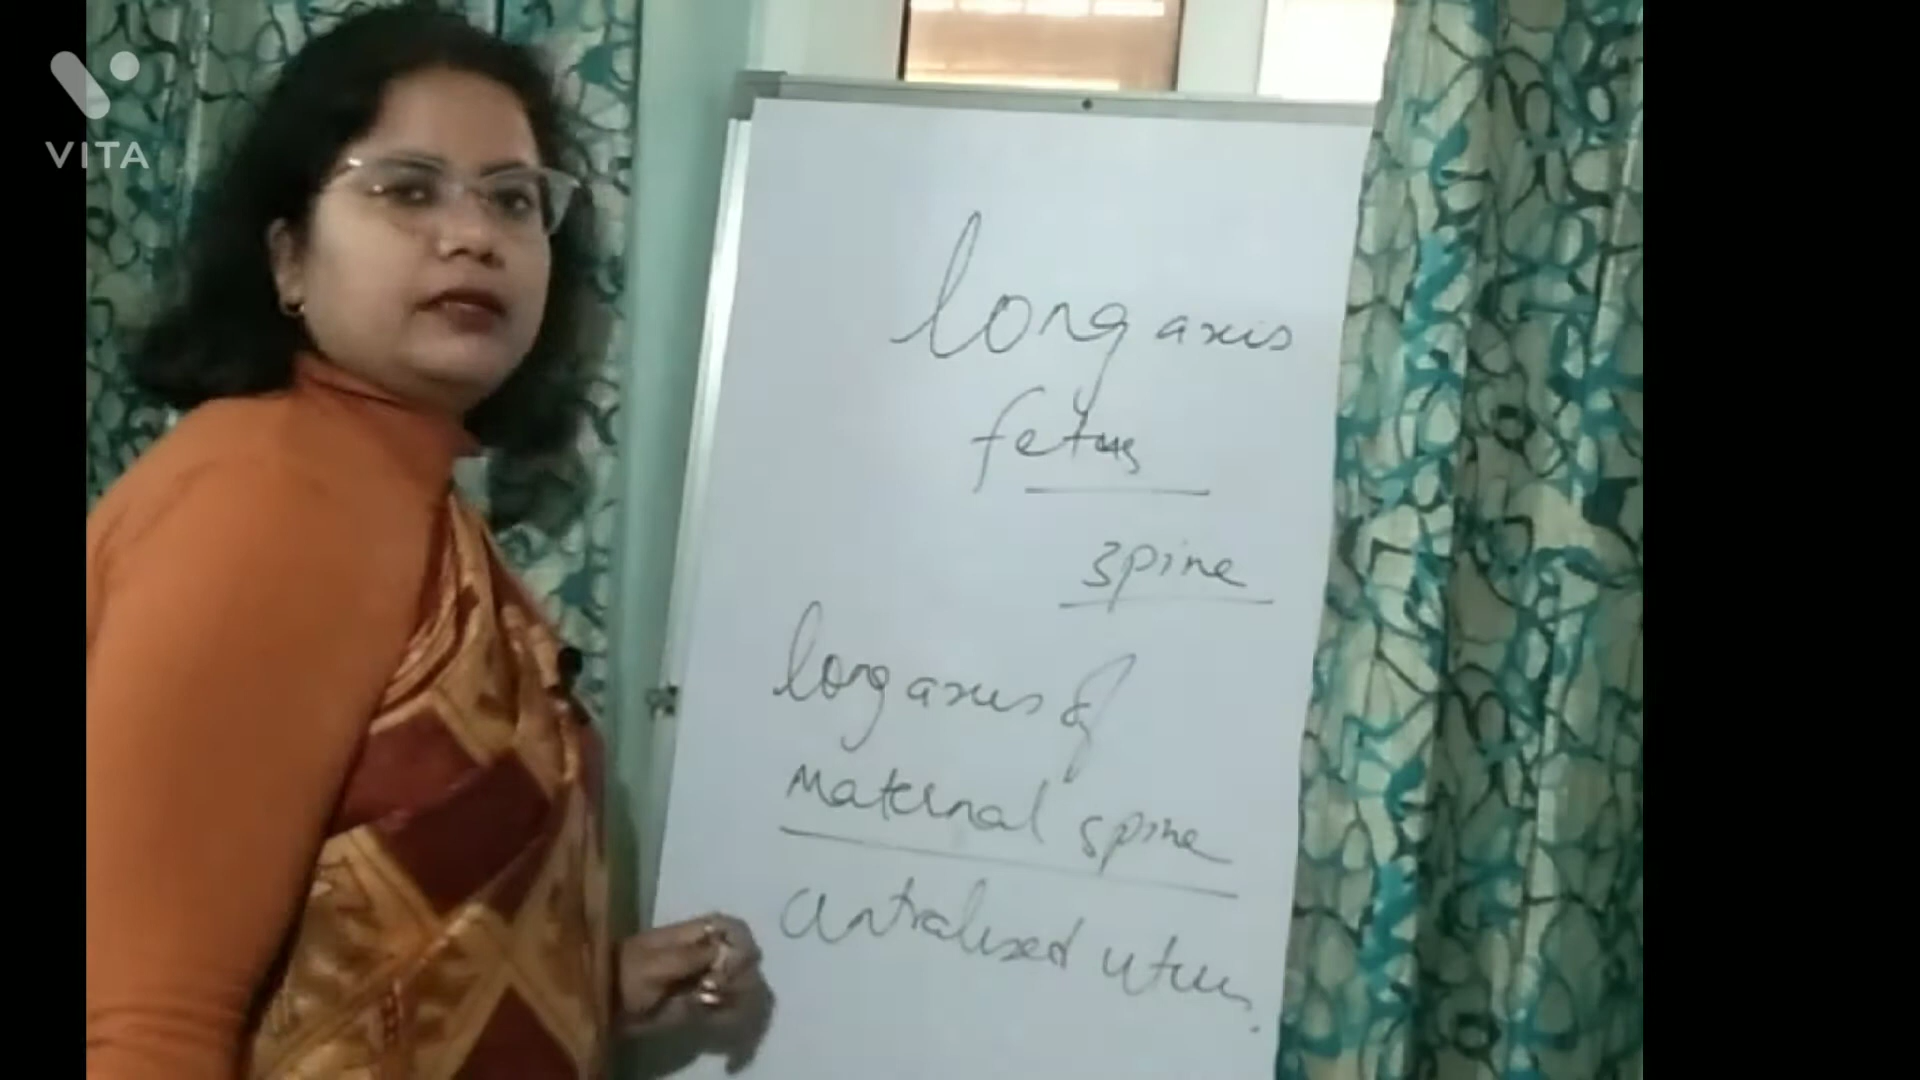 VITA
long axis
fetus
spine
long axis of
maternal spine
centralised uterus